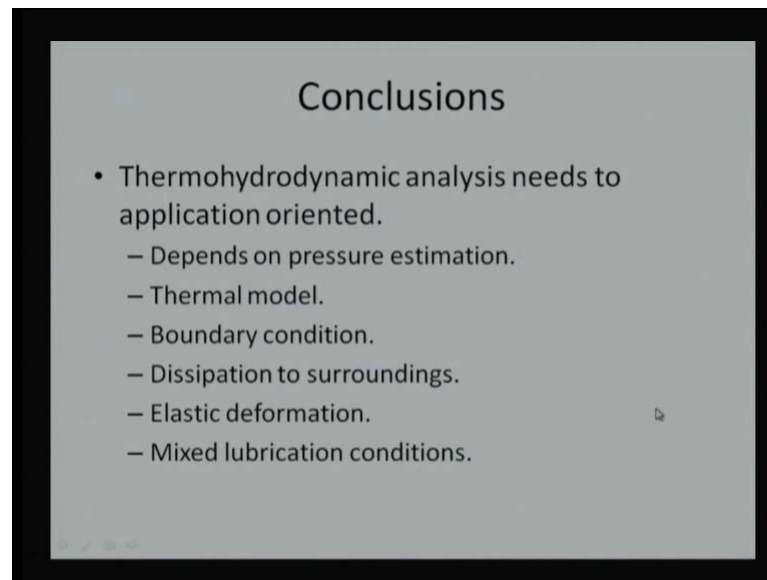 Conclusions
• Thermohydrodynamic analysis needs to
application oriented.
– Depends on pressure estimation.
– Thermal model.
– Boundary condition.
– Dissipation to surroundings.
– Elastic deformation.
– Mixed lubrication conditions.